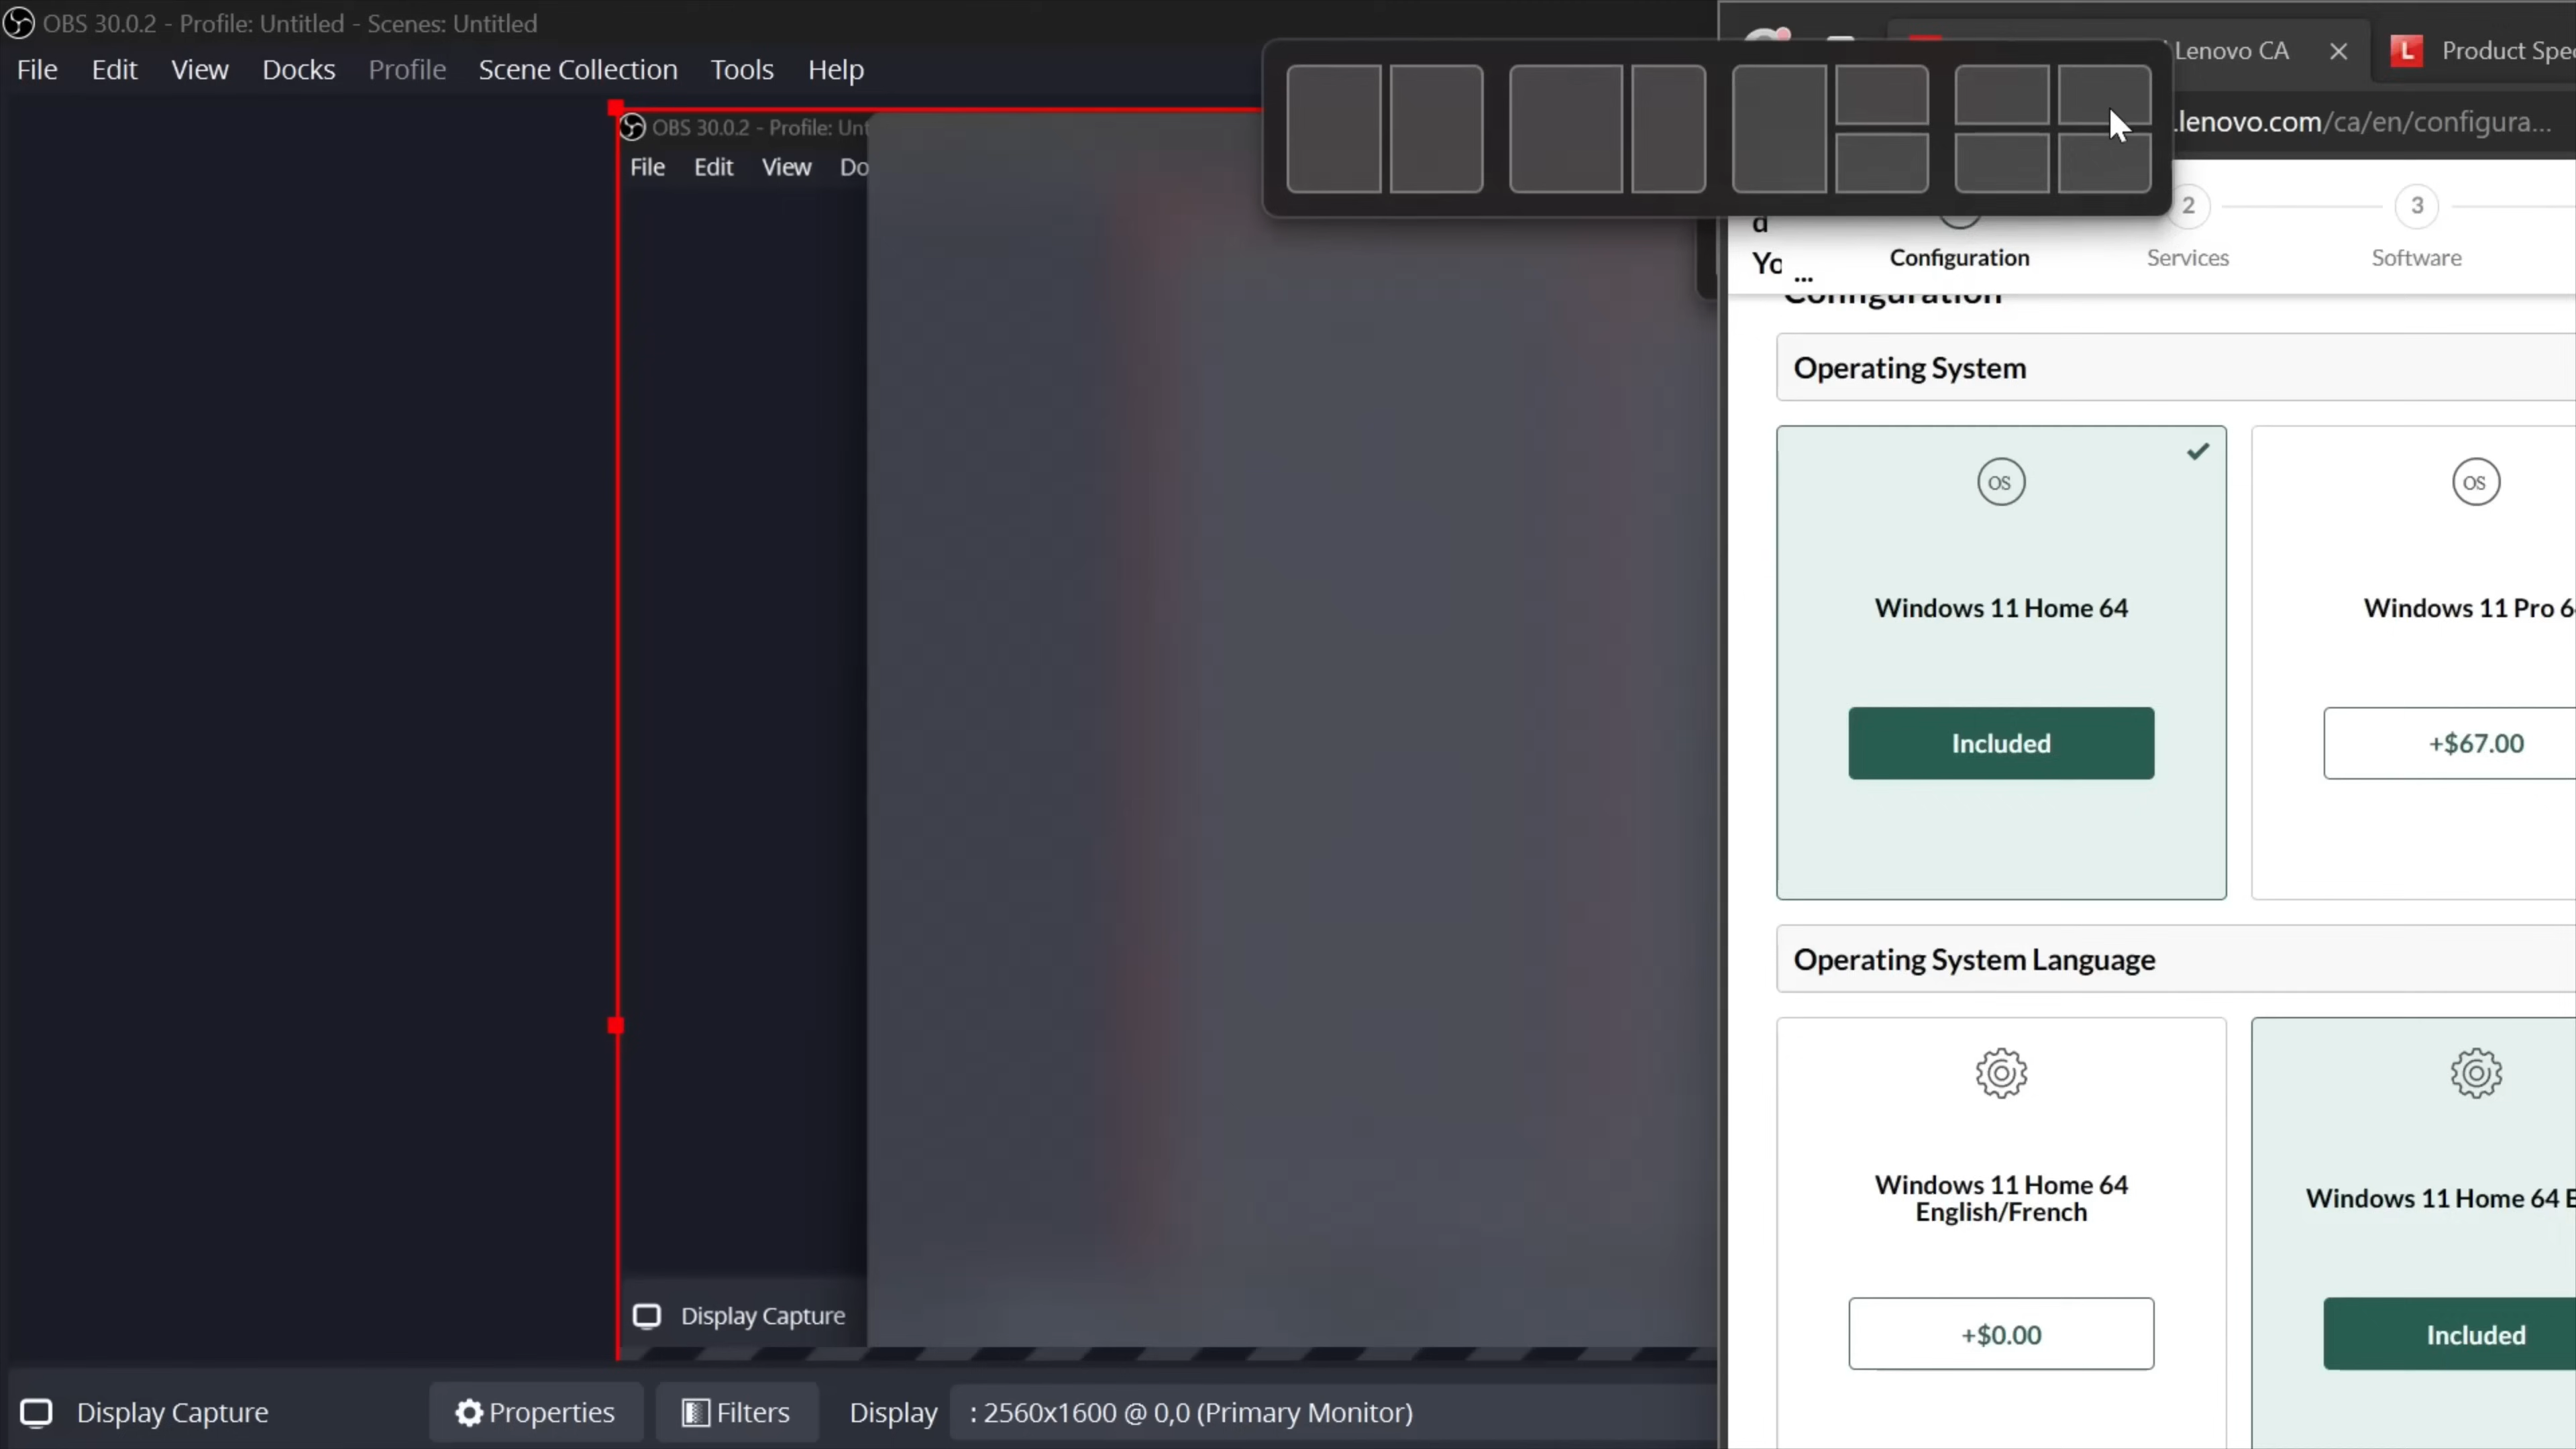 OBS 30.0.2 - Profile: Untitled - Scenes: Untitled
File Edit View Docks Profile Scene Collection Tools Help
OBS 30.0.2 - Profile: Unt
File Edit View Do
Display Capture
Display Capture Properties Filters Display : 2560x1600 @ 0,0 (Primary Monitor)
Lenovo CA L Product Spe
.lenovo.com/ca/en/configura...
d
Yo ...
2 3
Configuration Services Software
Configuration
Operating System
OS OS
Windows 11 Home 64 Windows 11 Pro 6
Included +$67.00
Operating System Language
Windows 11 Home 64
English/French
Windows 11 Home 64 E
+$0.00 Included